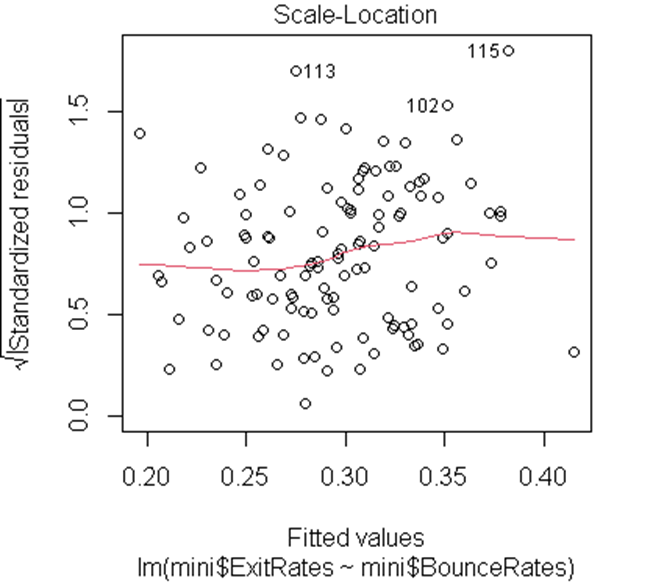 Scale-Location
115
113
102
√|Standardized residuals|
1.5
1.0
0.5
0.0
0.20 0.25 0.30 0.35 0.40
Fitted values
lm(mini$ExitRates ~ mini$BounceRates)